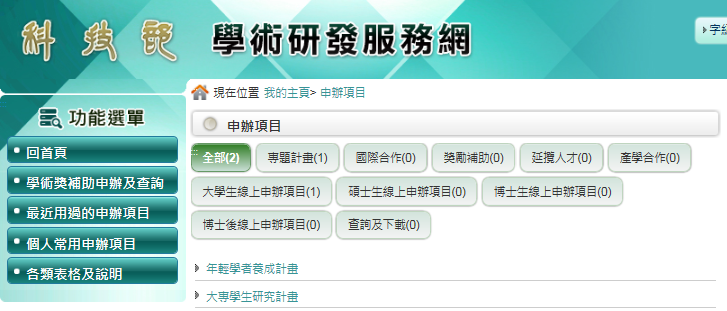 科技部 學術研發服務網
字級
現在位置 我的主頁> 申辦項目
功能選單
申辦項目
回首頁
學術獎補助申辦及查詢
最近用過的申辦項目
個人常用申辦項目
各類表格及說明
全部(2) 專題計畫(1) 國際合作(0) 獎勵補助(0) 延攬人才(0) 產學合作(0)
大學生線上申辦項目(1) 碩士生線上申辦項目(0) 博士生線上申辦項目(0)
博士後線上申辦項目(0) 查詢及下載(0)
年輕學者養成計畫
大專學生研究計畫